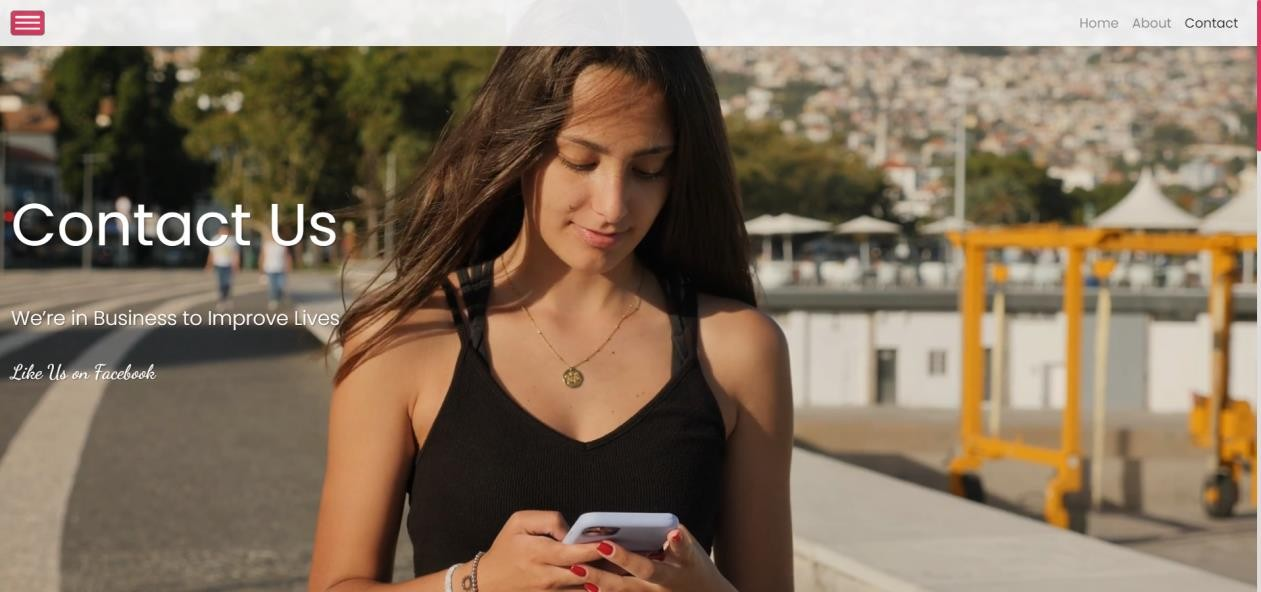 Home About Contact
Contact Us
We’re in Business to Improve Lives
Like Us on Facebook